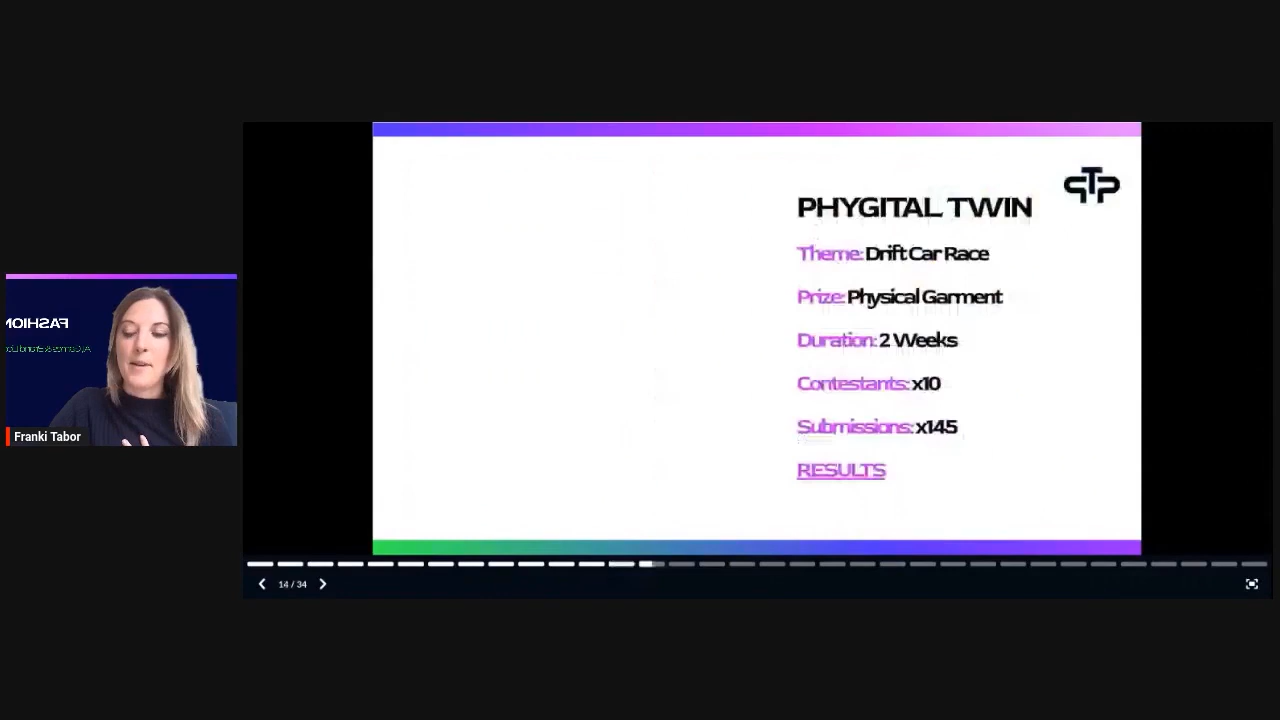 PHYGITAL TWIN
Theme: Drift Car Race
Prize: Physical Garment
Duration: 2 Weeks
Contestants: x10
Submissions: x145
RESULTS
FASHION
Franki Tabor
14 / 34